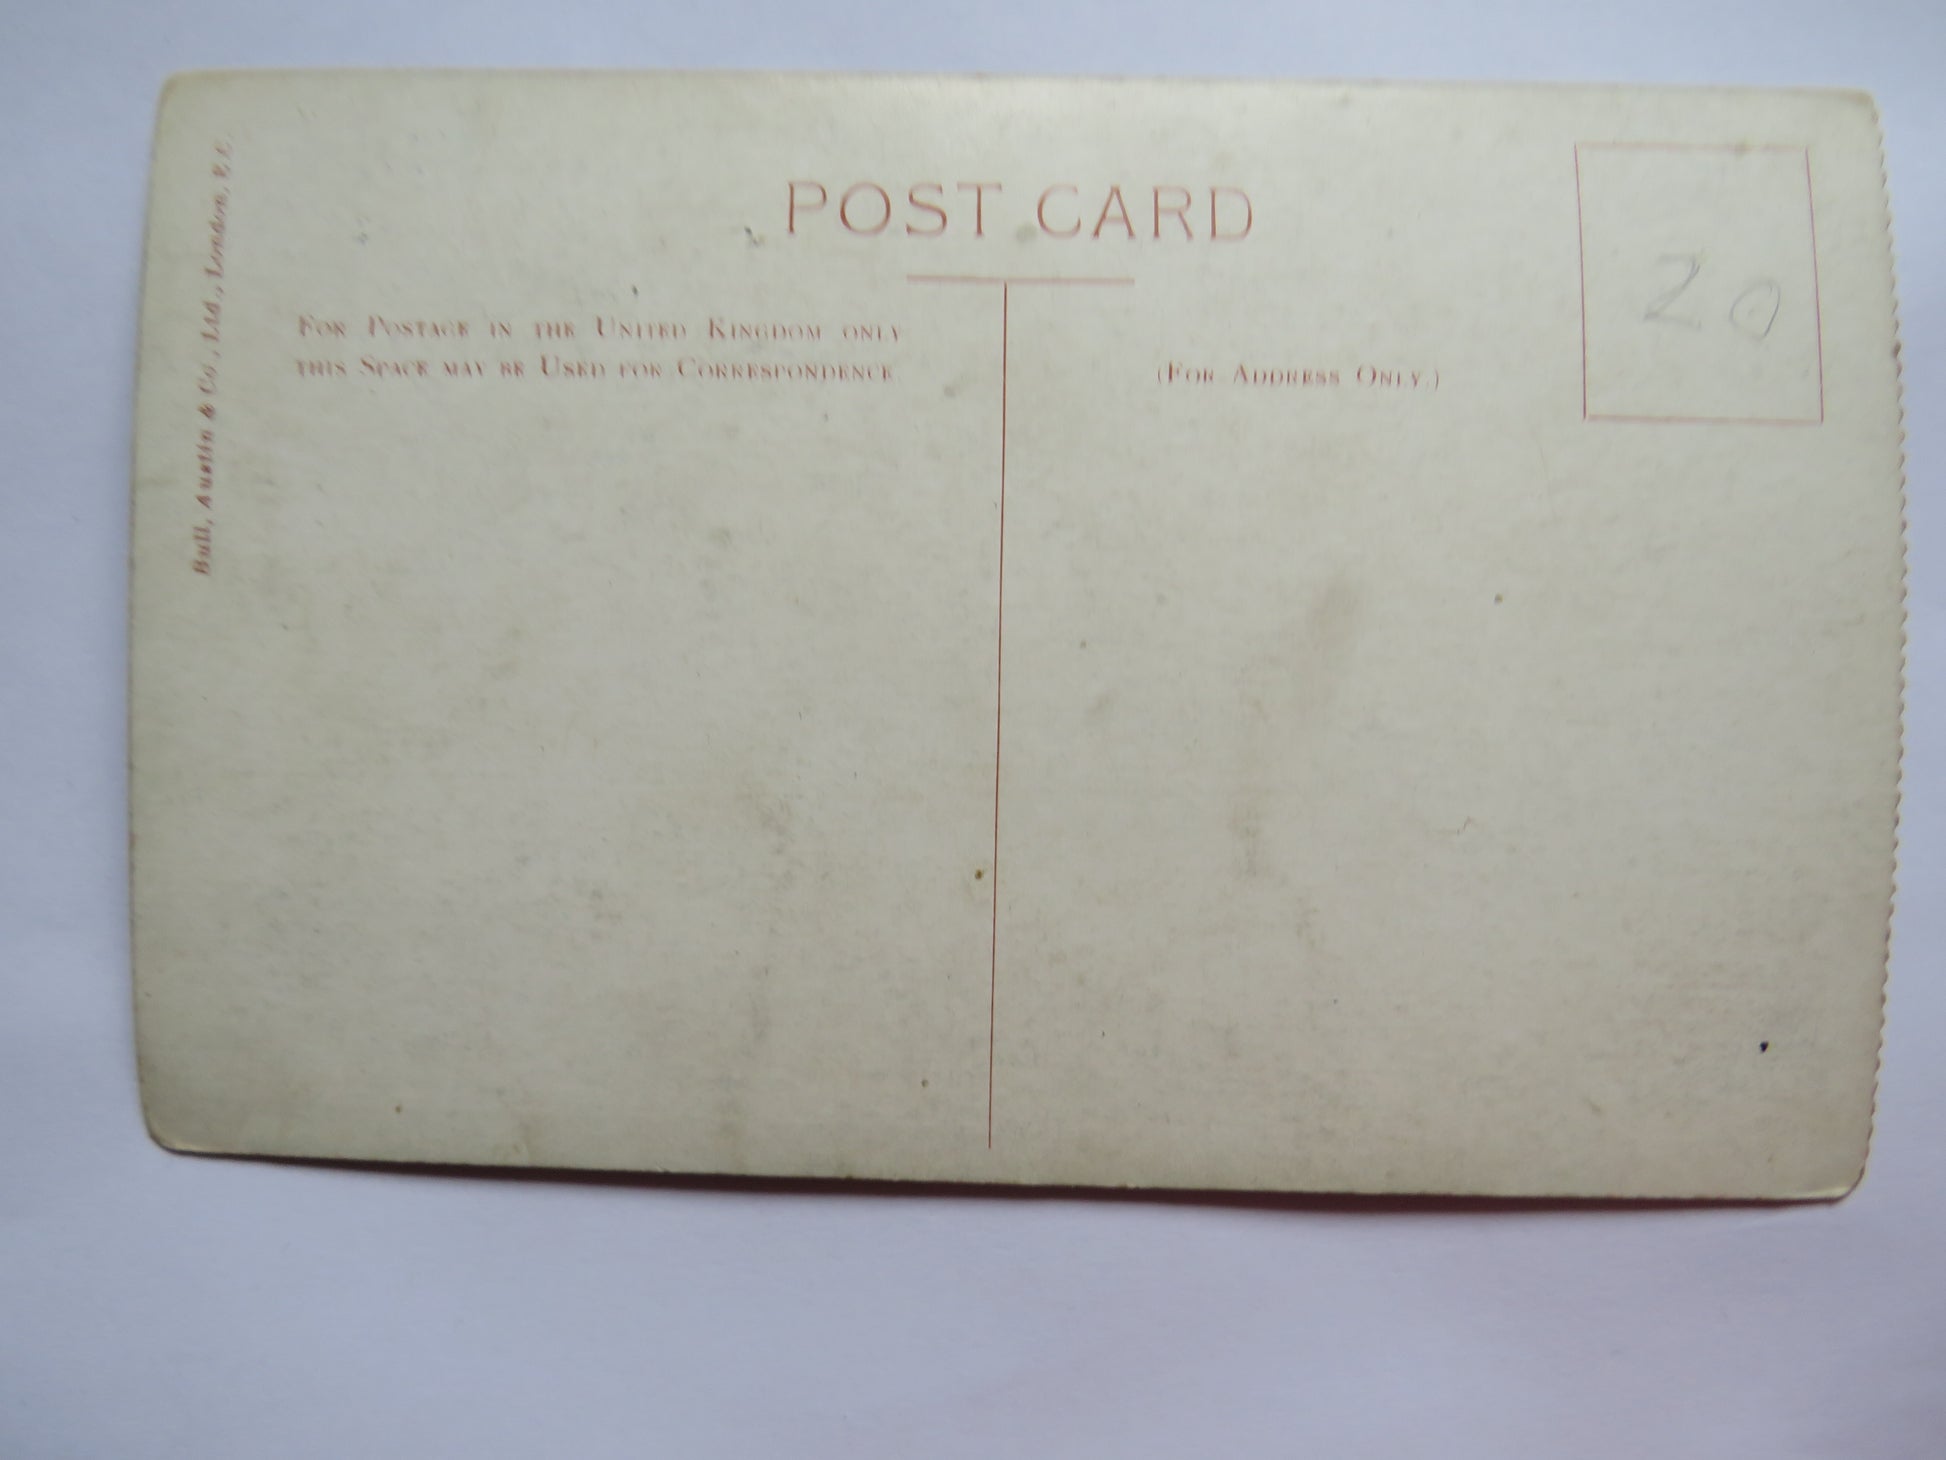 POST CARD
For Postage in the United Kingdom only
this Space may be Used for Correspondence
(For Address Only.)
20
Bull, Austin & Co., Ltd., London, E.C.